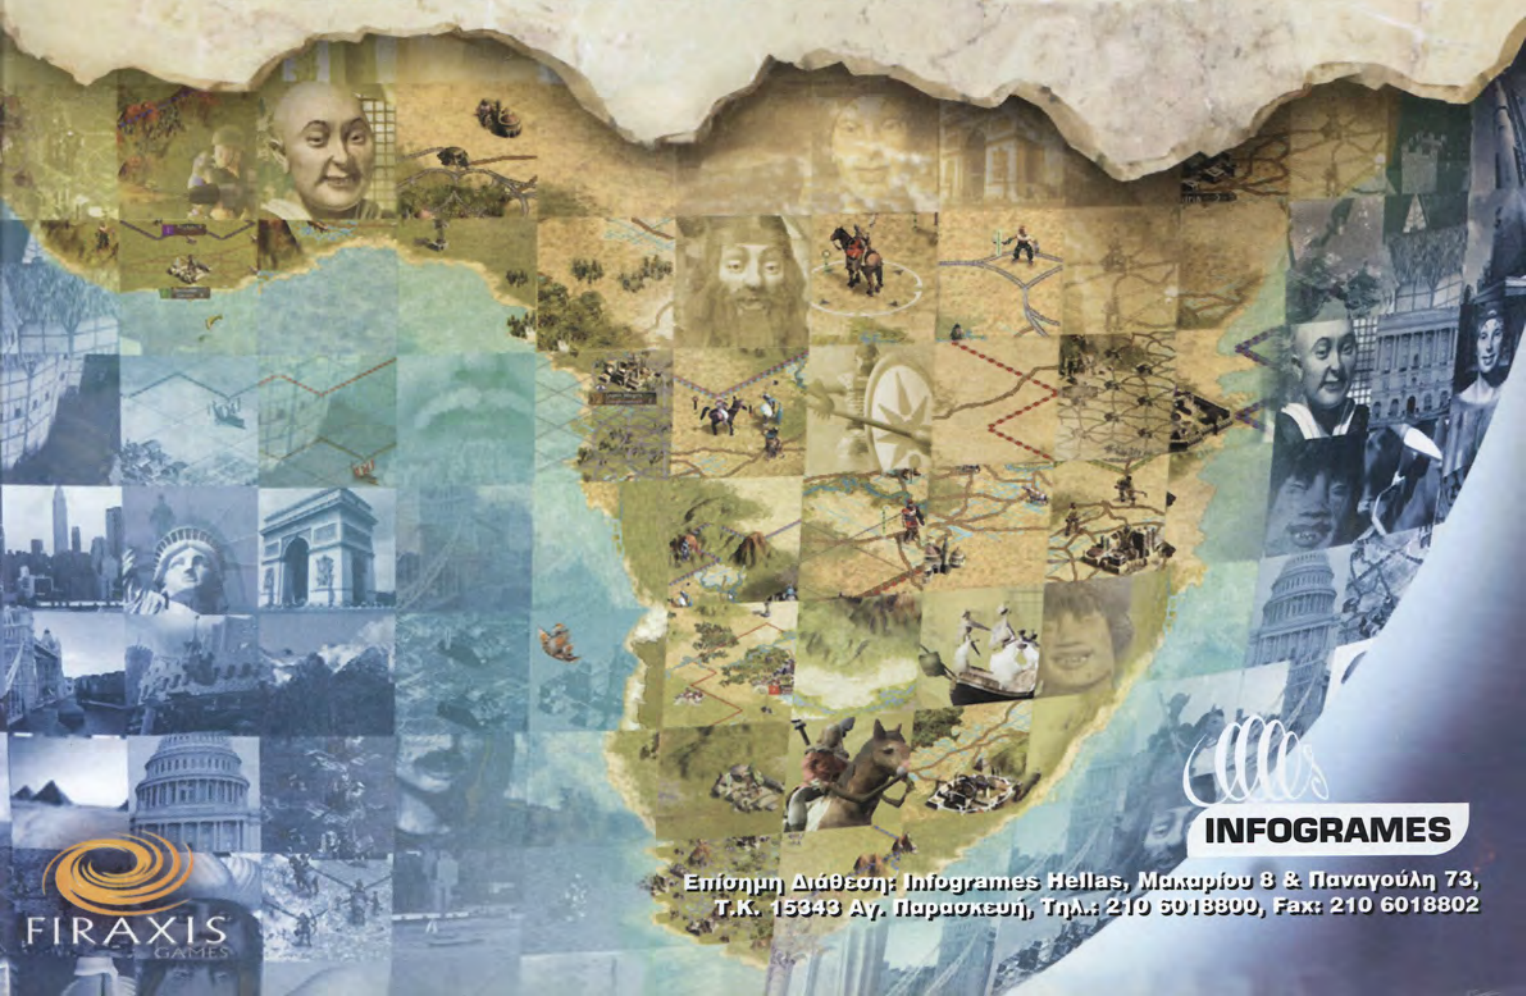 INFOGRAMES
Επίσημη Διάθεση: Infogrames Hellas, Μακαρίου 8 & Παναγούλη 73,
Τ.Κ. 15343 Αγ. Παρασκευή, Τηλ.: 210 6018800, Fax: 210 6018802
FIRAXIS
GAMES